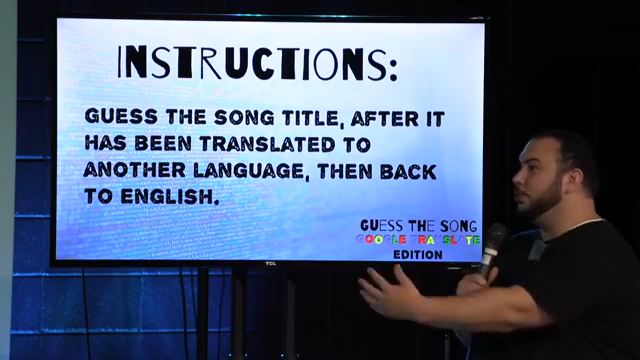 INSTRUCTIONS:
GUESS THE SONG TITLE, AFTER IT
HAS BEEN TRANSLATED TO
ANOTHER LANGUAGE, THEN BACK
TO ENGLISH.
GUESS THE SONG
GOOGLE TRANSLATE
EDITION
TCL